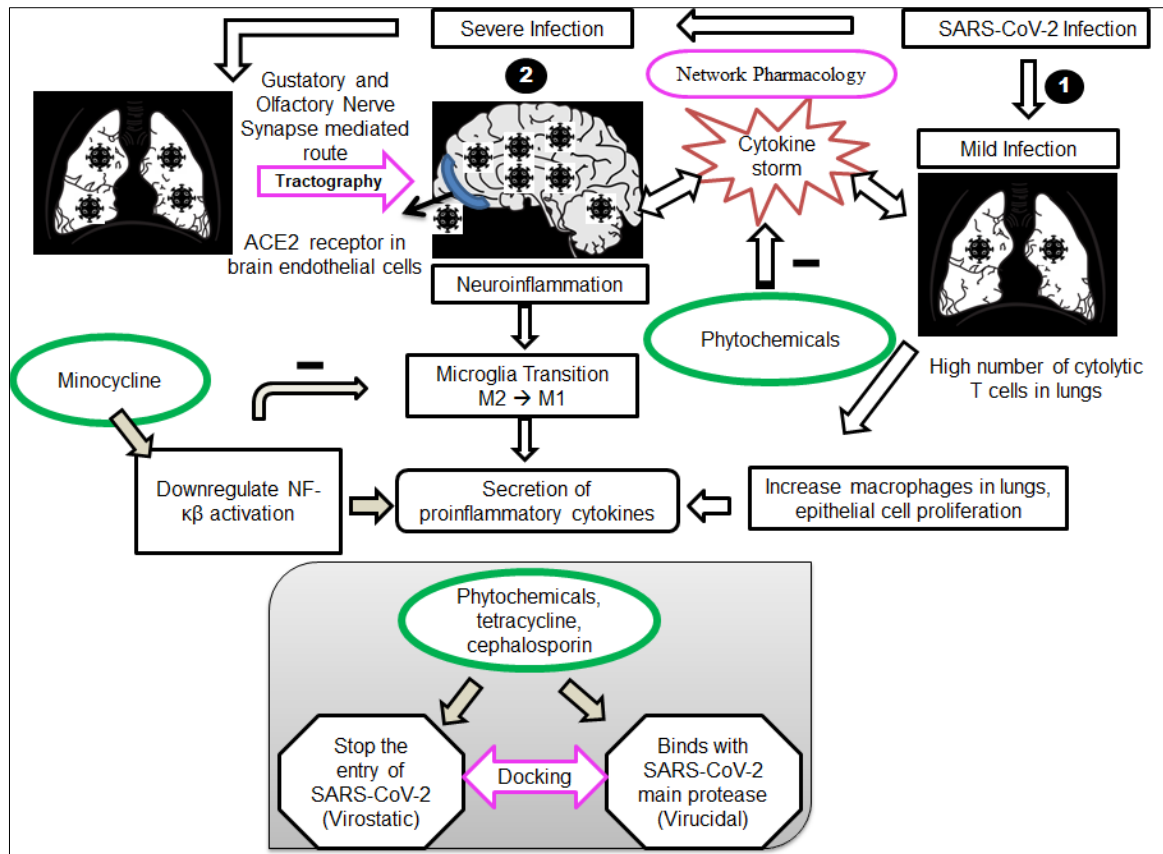 Severe Infection
SARS-CoV-2 Infection
Gustatory and
Olfactory Nerve
Synapse mediated
route
Tractography
2
Network Pharmacology
1
Cytokine
storm
Mild Infection
ACE2 receptor in
brain endothelial cells
Neuroinflammation
Phytochemicals
Minocycline
Microglia Transition
M2 → M1
High number of cytolytic
T cells in lungs
Downregulate NF-
κβ activation
Secretion of
proinflammatory cytokines
Increase macrophages in lungs,
epithelial cell proliferation
Phytochemicals,
tetracycline,
cephalosporin
Stop the
entry of
SARS-CoV-2
(Virostatic)
Docking
Binds with
SARS-CoV-2
main protease
(Virucidal)